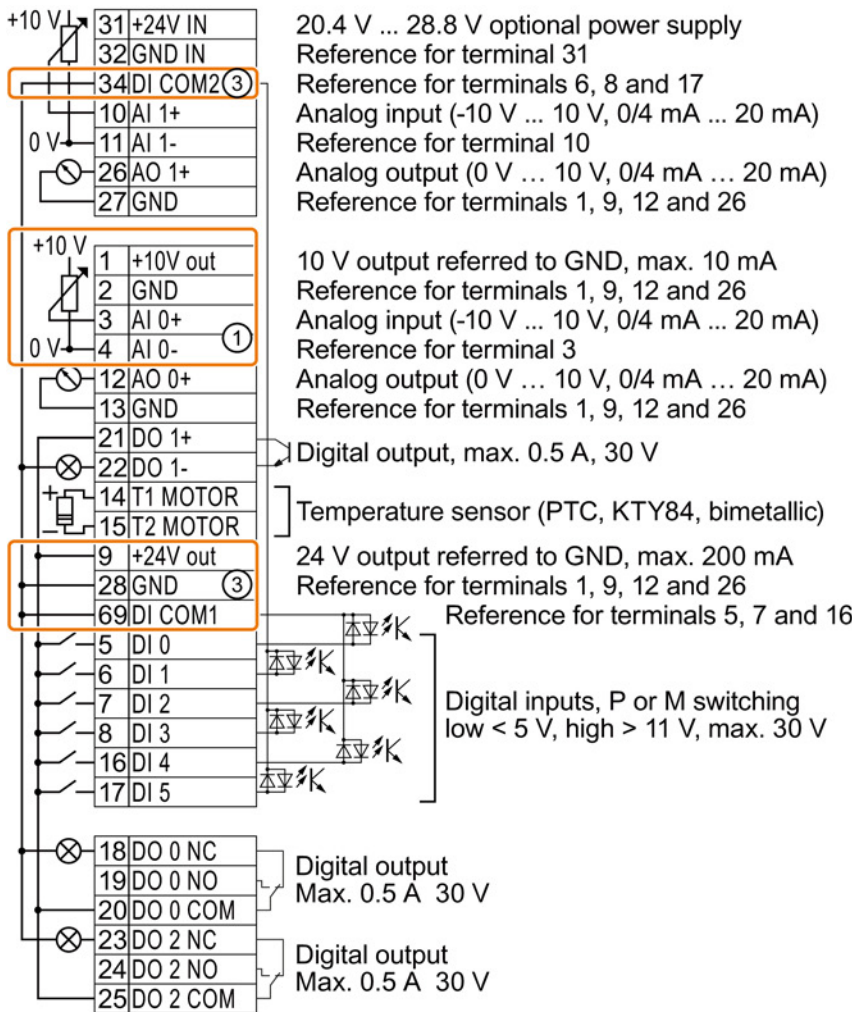 +10 V 31 +24V IN 20.4 V ... 28.8 V optional power supply
32 GND IN Reference for terminal 31
34 DI COM2 3 Reference for terminals 6, 8 and 17
10 AI 1+ Analog input (-10 V ... 10 V, 0/4 mA ... 20 mA)
0 V 11 AI 1- Reference for terminal 10
26 AO 1+ Analog output (0 V … 10 V, 0/4 mA … 20 mA)
27 GND Reference for terminals 1, 9, 12 and 26
+10 V
1 +10V out 10 V output referred to GND, max. 10 mA
2 GND Reference for terminals 1, 9, 12 and 26
3 AI 0+ Analog input (-10 V ... 10 V, 0/4 mA ... 20 mA)
0 V 4 AI 0- 1 Reference for terminal 3
12 AO 0+ Analog output (0 V … 10 V, 0/4 mA … 20 mA)
13 GND Reference for terminals 1, 9, 12 and 26
21 DO 1+
Digital output, max. 0.5 A, 30 V
22 DO 1-
+ 14 T1 MOTOR
Temperature sensor (PTC, KTY84, bimetallic)
– 15 T2 MOTOR
9 +24V out 24 V output referred to GND, max. 200 mA
28 GND 3 Reference for terminals 1, 9, 12 and 26
69 DI COM1 Reference for terminals 5, 7 and 16
5 DI 0
6 DI 1
7 DI 2 Digital inputs, P or M switching
8 DI 3 low < 5 V, high > 11 V, max. 30 V
16 DI 4
17 DI 5
18 DO 0 NC Digital output
19 DO 0 NO Max. 0.5 A 30 V
20 DO 0 COM
23 DO 2 NC Digital output
24 DO 2 NO Max. 0.5 A 30 V
25 DO 2 COM